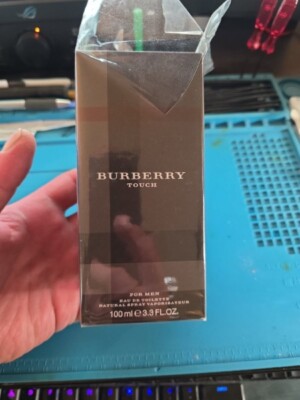 BURBERRY
TOUCH
FOR MEN
EAU DE TOILETTE
NATURAL SPRAY VAPORISATEUR
100 ml ℮ 3.3 FL.OZ.